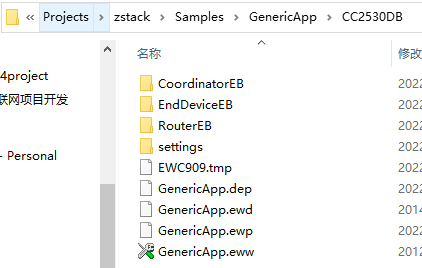 « Projects > zstack > Samples > GenericApp > CC2530DB
名称
修改
4project
联网项目开发
- Personal
CoordinatorEB 2022
EndDeviceEB 2022
RouterEB 2022
settings 2022
EWC909.tmp 2022
GenericApp.dep 2022
GenericApp.ewd 2014
GenericApp.ewp 2022
GenericApp.eww 2012